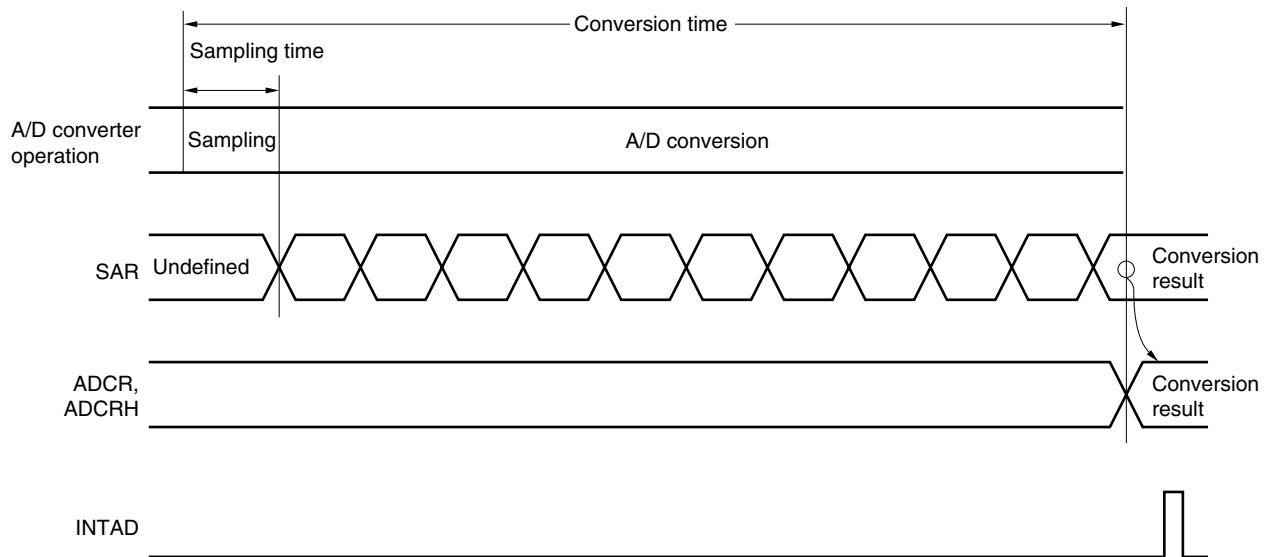 Conversion time
Sampling time
A/D converter
operation
Sampling
A/D conversion
SAR
Undefined
Conversion
result
ADCR,
ADCRH
Conversion
result
INTAD